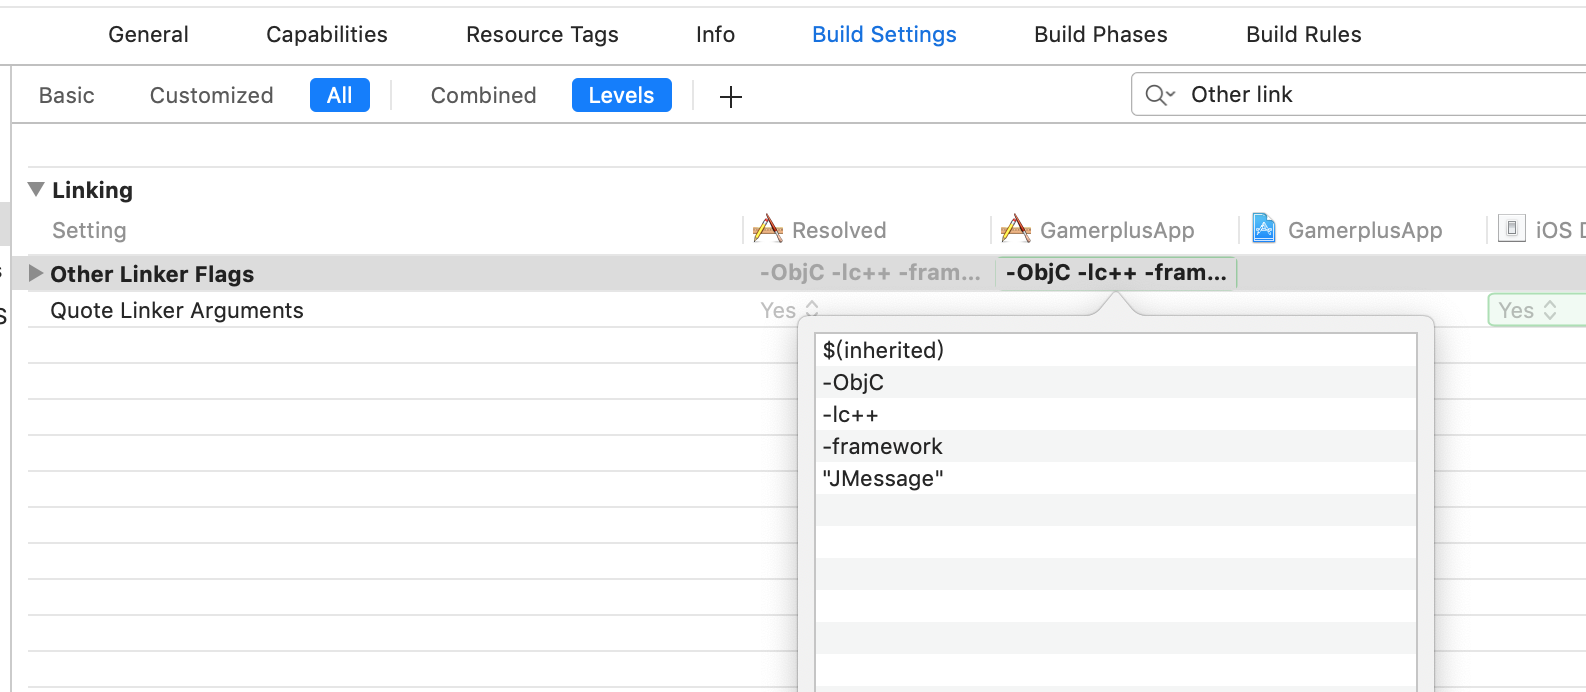 General Capabilities Resource Tags Info Build Settings Build Phases Build Rules
Basic Customized All Combined Levels + Other link
Linking
Setting Resolved GamerplusApp GamerplusApp iOS D
Other Linker Flags -ObjC -lc++ -fram... -ObjC -lc++ -fram...
Quote Linker Arguments Yes Yes
$(inherited)
-ObjC
-lc++
-framework
"JMessage"